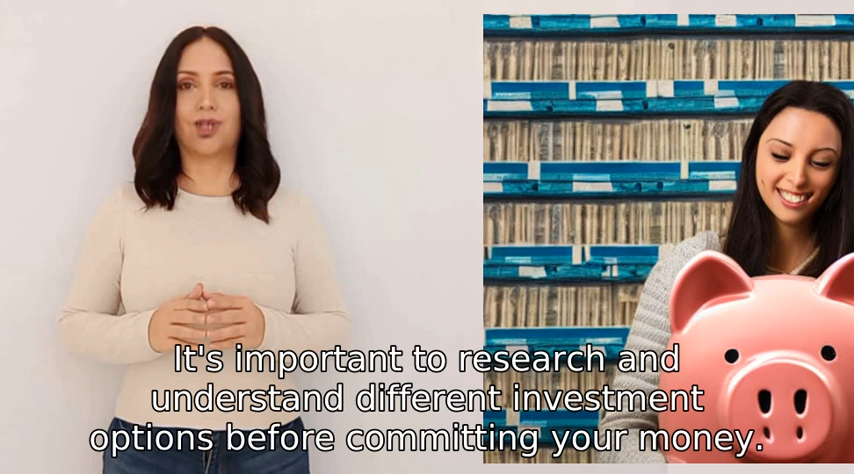 It's important to research and
understand different investment
options before committing your money.